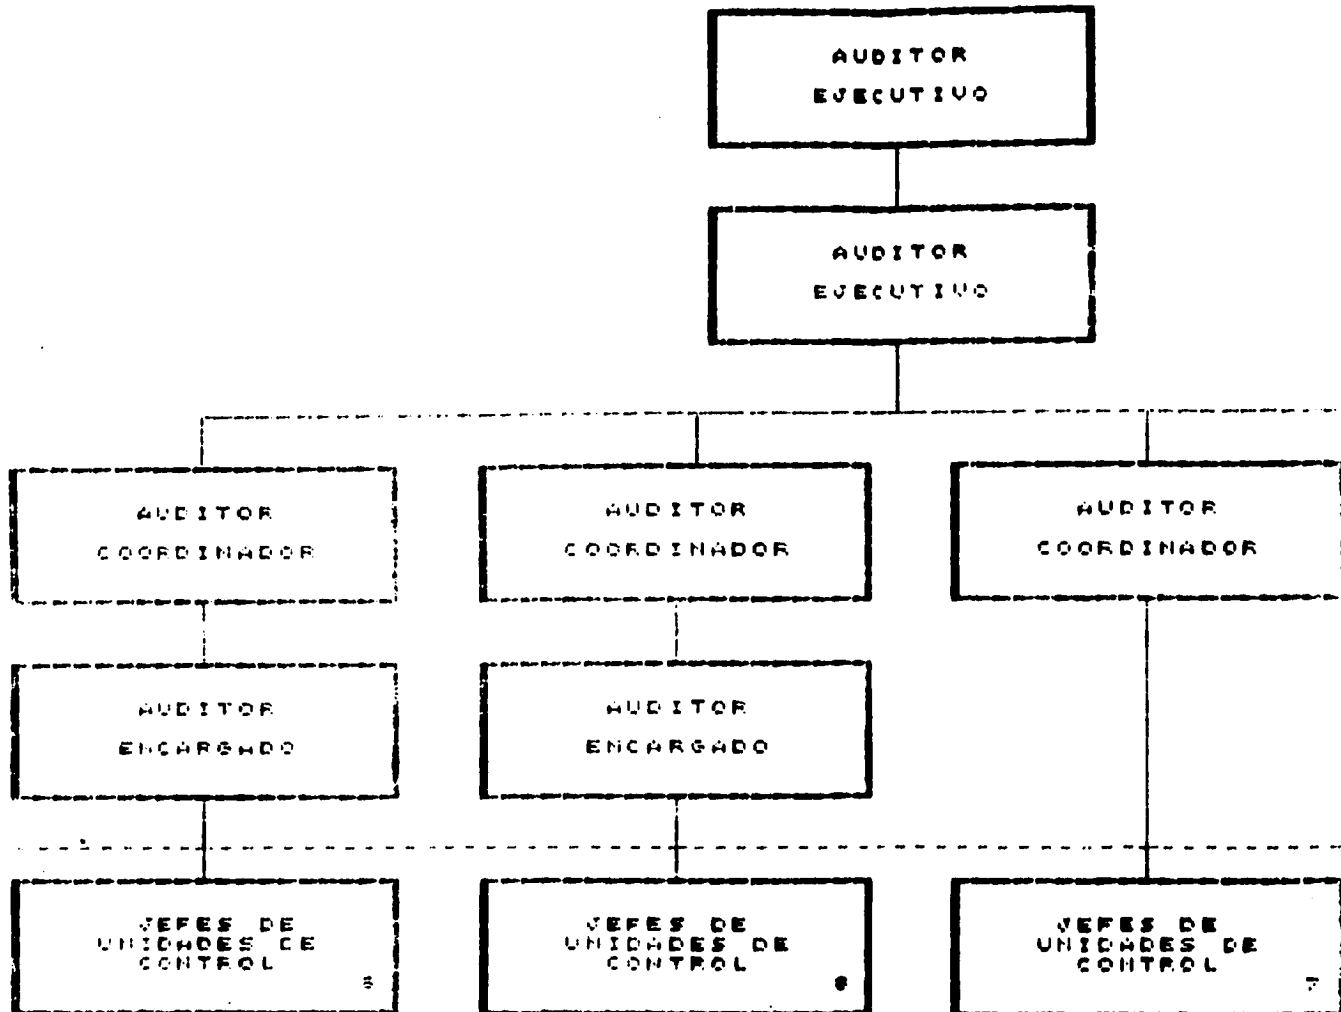 AUDITOR
EJECUTIVO
AUDITOR
EJECUTIVO
AUDITOR
COORDINADOR
AUDITOR
COORDINADOR
AUDITOR
COORDINADOR
AUDITOR
ENCARGADO
AUDITOR
ENCARGADO
JEFES DE
UNIDADES DE
CONTROL
JEFES DE
UNIDADES DE
CONTROL
JEFES DE
UNIDADES DE
CONTROL
7